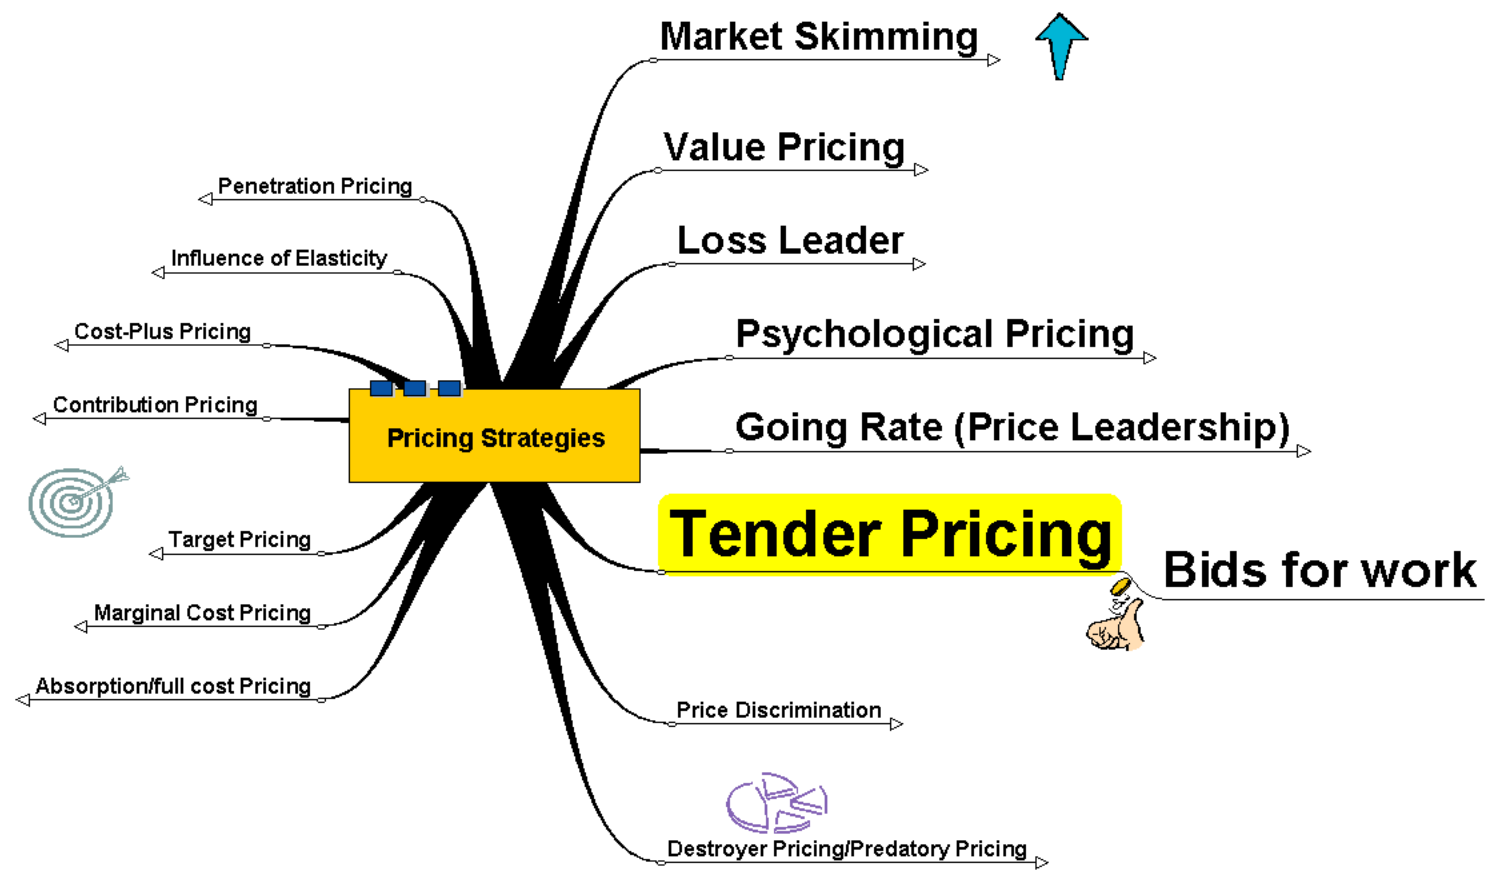 Market Skimming
Value Pricing
Penetration Pricing
Loss Leader
Influence of Elasticity
Cost-Plus Pricing
Psychological Pricing
Contribution Pricing
Pricing Strategies
Going Rate (Price Leadership)
Target Pricing
Tender Pricing
Bids for work
Marginal Cost Pricing
Absorption/full cost Pricing
Price Discrimination
Destroyer Pricing/Predatory Pricing